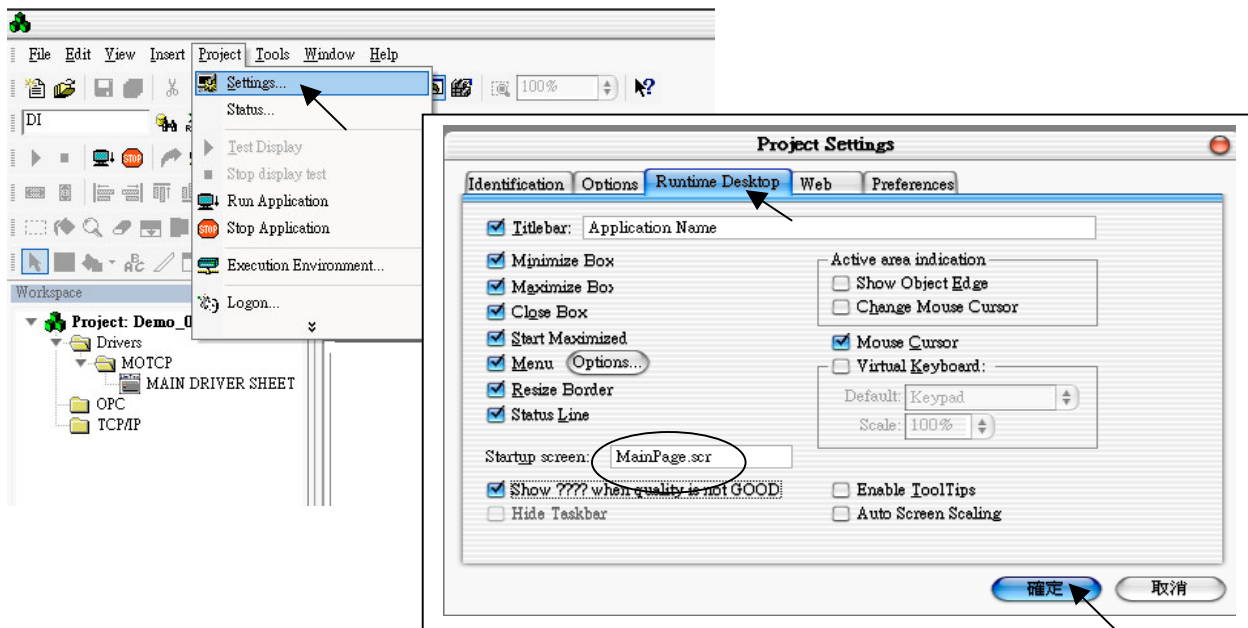 File Edit View Insert Project Tools Window Help
Settings...
100%
Status...
DI
Test Display
Stop display test
STOP
Run Application
STOP Stop Application
ABC
Execution Environment...
Workspace
Logon...
Project: Demo_0
Drivers
MOTCP
MAIN DRIVER SHEET
OPC
TCP/IP
Project Settings
Identification Options Runtime Desktop Web Preferences
Titlebar: Application Name
Minimize Box
Maximize Box
Close Box
Start Maximized
Menu Options...
Resize Border
Status Line
Active area indication
Show Object Edge
Change Mouse Cursor
Mouse Cursor
Virtual Keyboard:
Default: Keypad
Scale: 100%
Startup screen: MainPage.scr
Show ???? when quality is not GOOD
Enable ToolTips
Hide Taskbar
Auto Screen Scaling
確定 取消